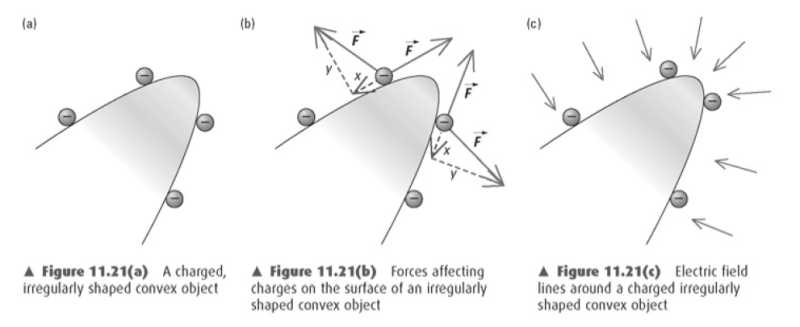 (a)
(b)
(c)
F
F
F
F
y
x
x
y
▲ Figure 11.21(a) A charged,
irregularly shaped convex object
▲ Figure 11.21(b) Forces affecting
charges on the surface of an irregularly
shaped convex object
▲ Figure 11.21(c) Electric field
lines around a charged irregularly
shaped convex object